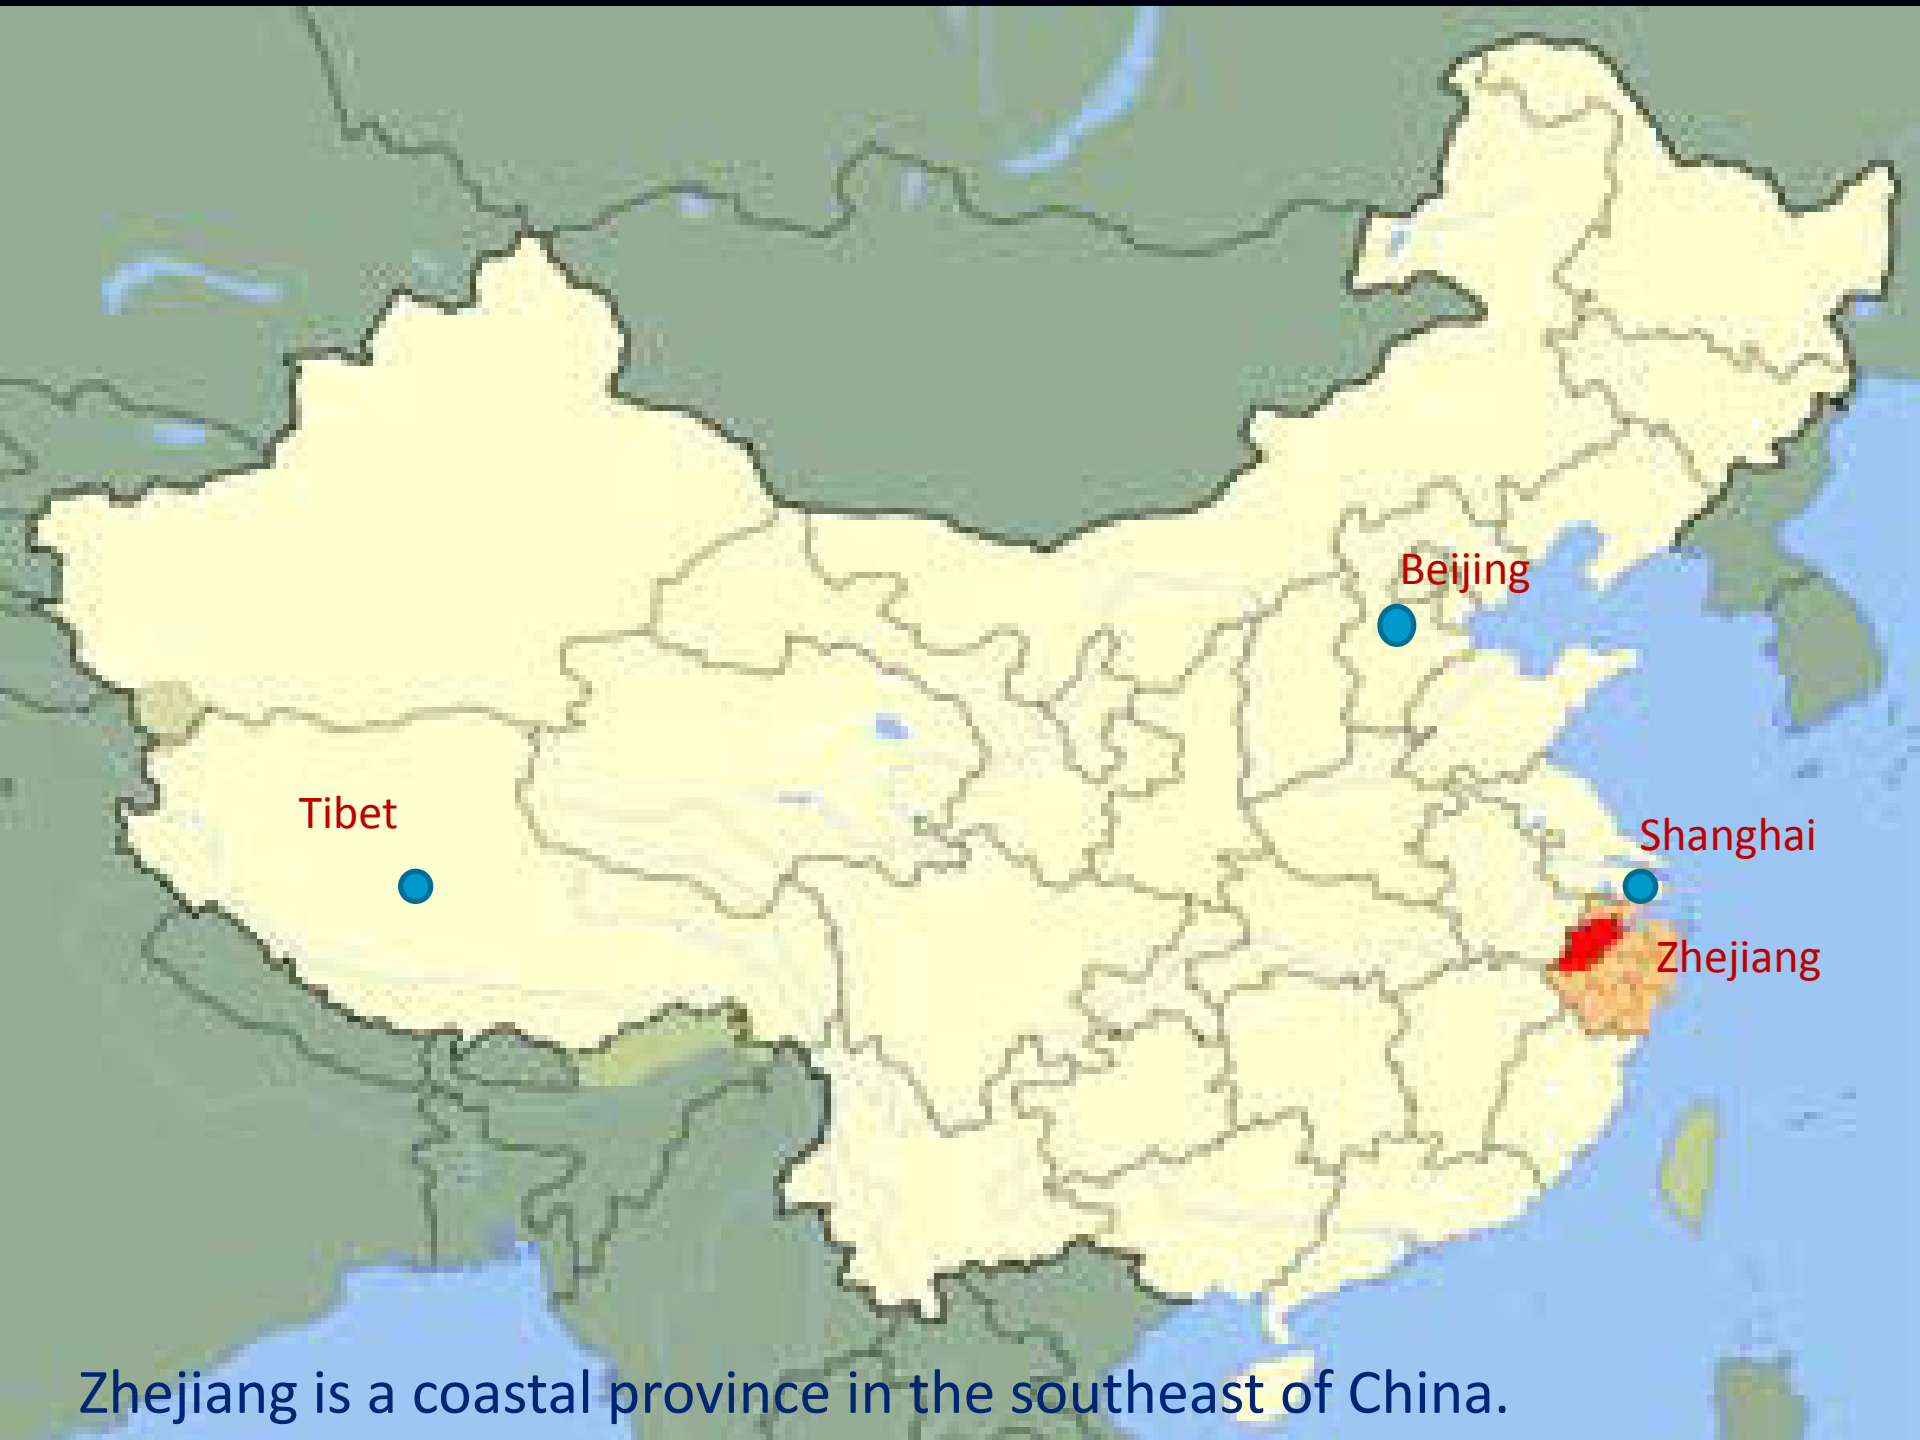 Beijing
Tibet
Shanghai
Zhejiang
Zhejiang is a coastal province in the southeast of China.